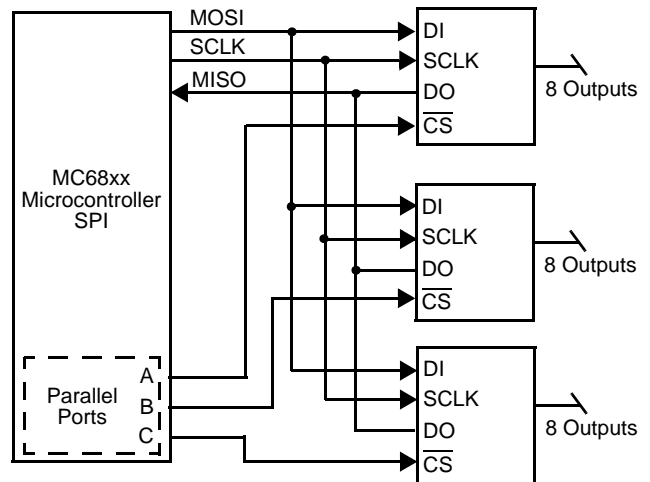 MOSI
SCLK
MISO
MC68xx
Microcontroller
SPI
Parallel
Ports
A
B
C
DI
SCLK
DO
CS
8 Outputs
DI
SCLK
DO
CS
8 Outputs
DI
SCLK
DO
CS
8 Outputs